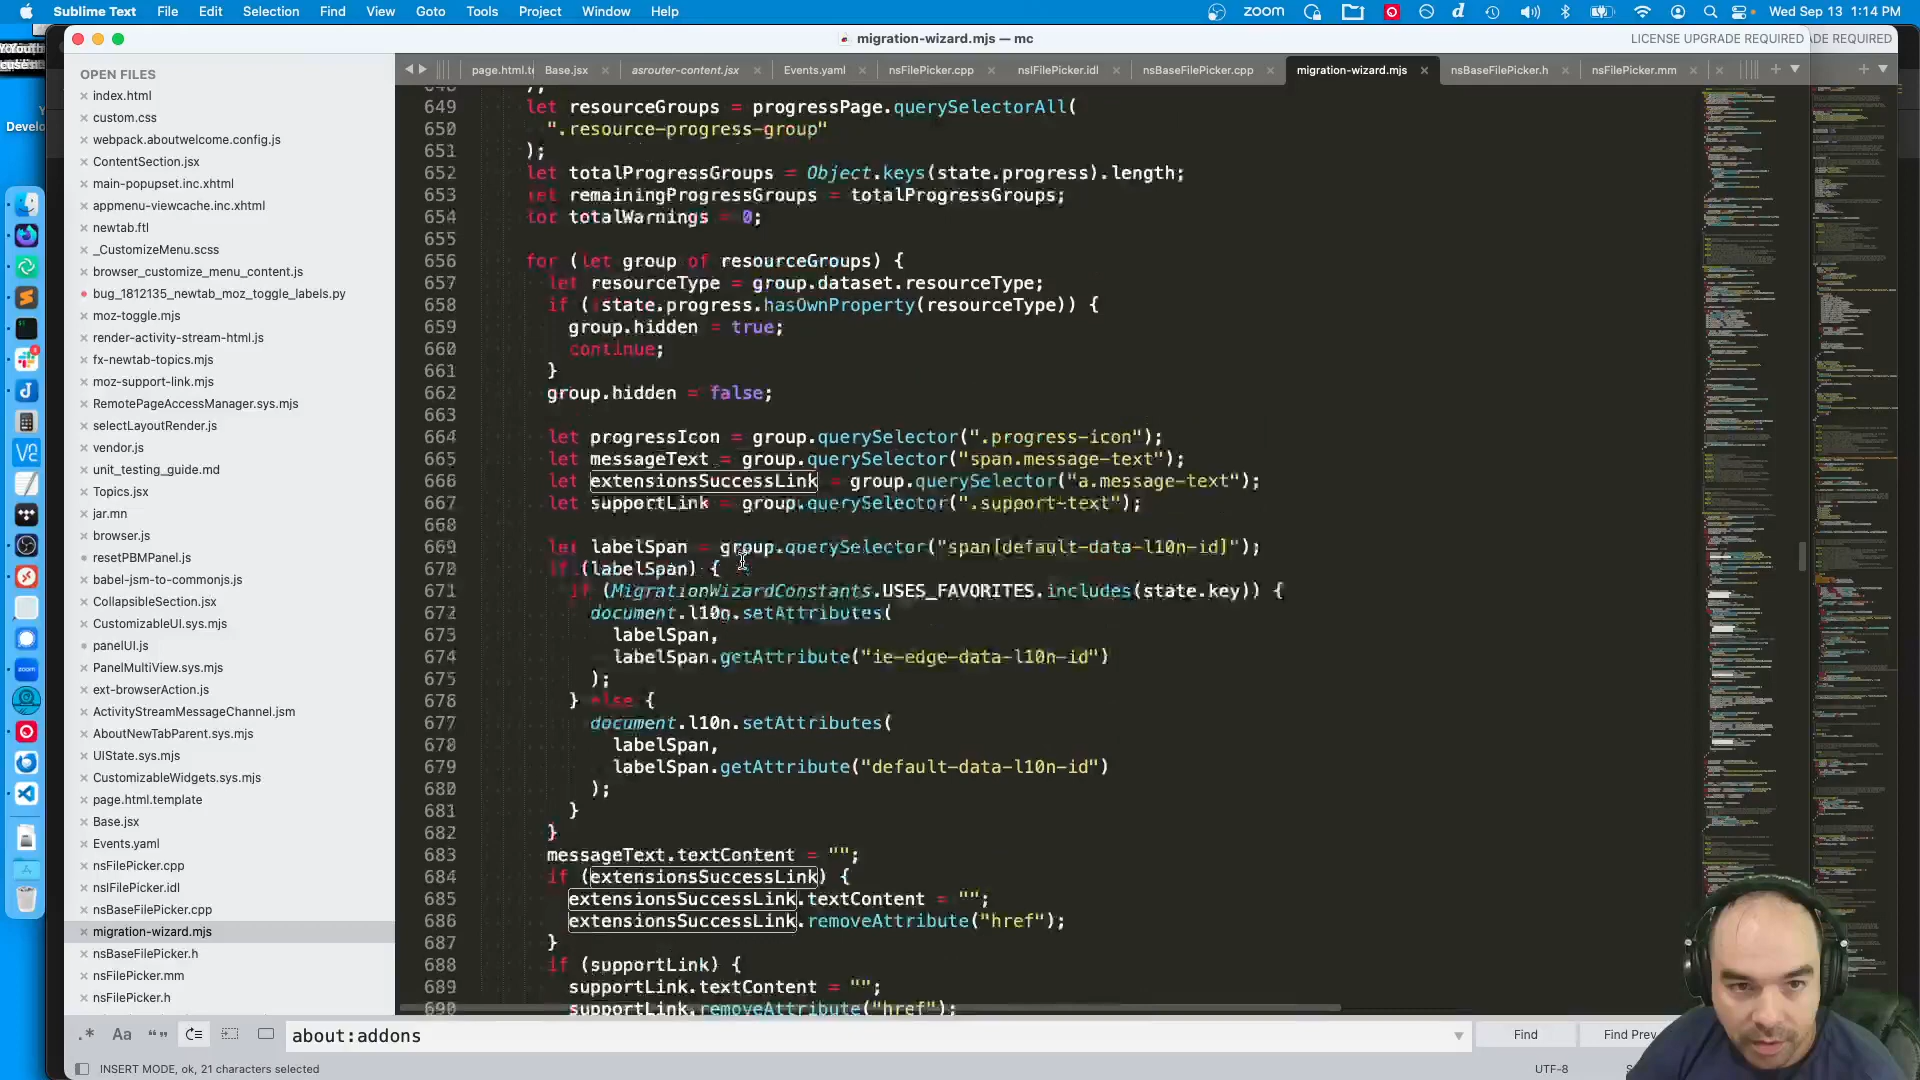 Sublime Text File Edit Selection Find View Goto Tools Project Window Help
zoom
Wed Sep 13 1:14 PM
migration-wizard.mjs — mc
LICENSE UPGRADE REQUIRED
ADE REQUIRED
Develo
OPEN FILES
index.html
custom.css
webpack.aboutwelcome.config.js
ContentSection.jsx
main-popupset.inc.xhtml
appmenu-viewcache.inc.xhtml
newtab.ftl
_CustomizeMenu.scss
browser_customize_menu_content.js
bug_1812135_newtab_moz_toggle_labels.py
moz-toggle.mjs
render-activity-stream-html.js
fx-newtab-topics.mjs
moz-support-link.mjs
RemotePageAccessManager.sys.mjs
selectLayoutRender.js
vendor.js
unit_testing_guide.md
Topics.jsx
jar.mn
browser.js
resetPBMPanel.js
babel-jsm-to-commonjs.js
CollapsibleSection.jsx
CustomizableUI.sys.mjs
panelUI.js
PanelMultiView.sys.mjs
ext-browserAction.js
ActivityStreamMessageChannel.jsm
AboutNewTabParent.sys.mjs
UIState.sys.mjs
CustomizableWidgets.sys.mjs
page.html.template
Base.jsx
Events.yaml
nsFilePicker.cpp
nsIFilePicker.idl
nsBaseFilePicker.cpp
migration-wizard.mjs
nsBaseFilePicker.h
nsFilePicker.mm
nsFilePicker.h
page.html.te Base.jsx asrouter-content.jsx Events.yaml nsFilePicker.cpp nsIFilePicker.idl nsBaseFilePicker.cpp migration-wizard.mjs nsBaseFilePicker.h nsFilePicker.mm
648 );
649 let resourceGroups = progressPage.querySelectorAll(
650 ".resource-progress-group"
651 );
652 let totalProgressGroups = Object.keys(state.progress).length;
653 let remainingProgressGroups = totalProgressGroups;
654 let totalWarnings = 0;
655
656 for (let group of resourceGroups) {
657 let resourceType = group.dataset.resourceType;
658 if (!state.progress.hasOwnProperty(resourceType)) {
659 group.hidden = true;
660 continue;
661 }
662 group.hidden = false;
663
664 let progressIcon = group.querySelector(".progress-icon");
665 let messageText = group.querySelector("span.message-text");
666 let extensionsSuccessLink = group.querySelector("a.message-text");
667 let supportLink = group.querySelector(".support-text");
668
669 let labelSpan = group.querySelector("span[default-data-l10n-id]");
670 if (labelSpan) {
671 if (MigrationWizardConstants.USES_FAVORITES.includes(state.key)) {
672 document.l10n.setAttributes(
673 labelSpan,
674 labelSpan.getAttribute("ie-edge-data-l10n-id")
675 );
676 } else {
677 document.l10n.setAttributes(
678 labelSpan,
679 labelSpan.getAttribute("default-data-l10n-id")
680 );
681 }
682 }
683 messageText.textContent = "";
684 if (extensionsSuccessLink) {
685 extensionsSuccessLink.textContent = "";
686 extensionsSuccessLink.removeAttribute("href");
687 }
688 if (supportLink) {
689 supportLink.textContent = "";
690 supportLink.removeAttribute("href");
.* Aa “” about:addons Find Find Prev
INSERT MODE, ok, 21 characters selected
UTF-8